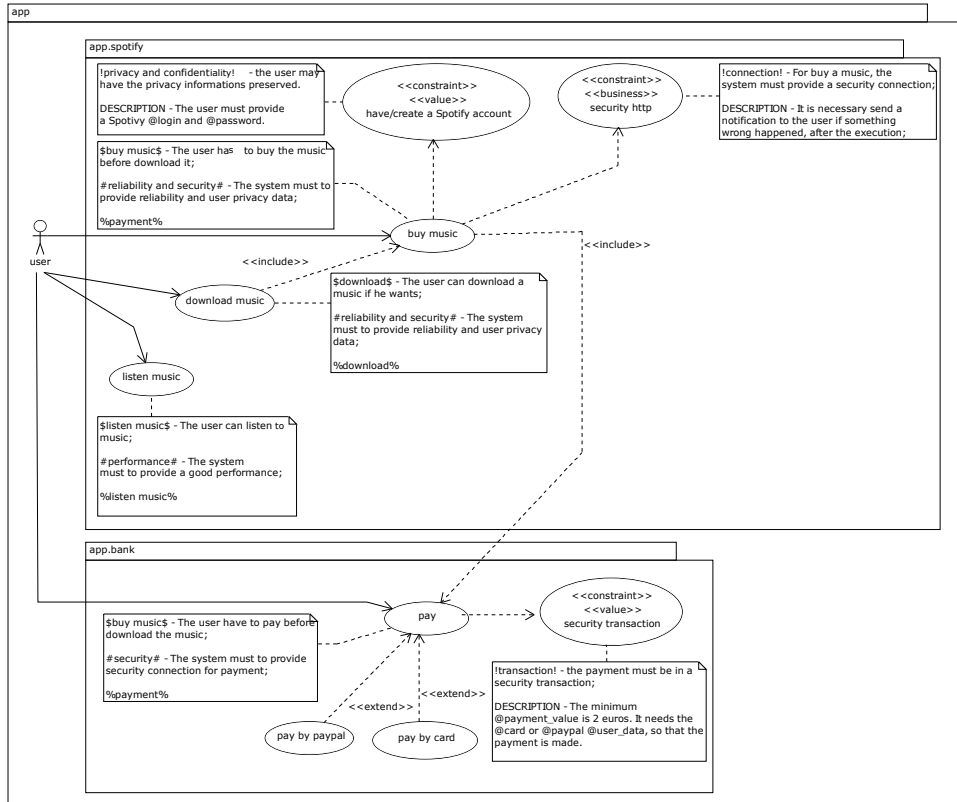 app
app.spotify
!privacy and confidentiality! - the user may
have the privacy informations preserved.
DESCRIPTION - The user must provide
a Spotivy @login and @password.
<<constraint>>
<<value>>
have/create a Spotify account
<<constraint>>
<<business>>
security http
!connection! - For buy a music, the
system must provide a security connection;
DESCRIPTION - It is necessary send a
notification to the user if something
wrong happened, after the execution;
$buy music$ - The user has to buy the music
before download it;
#reliability and security# - The system must to
provide reliability and user privacy data;
%payment%
user
buy music
<<include>>
<<include>>
download music
$download$ - The user can download a
music if he wants;
#reliability and security# - The system
must to provide reliability and user privacy
data;
%download%
listen music
$listen music$ - The user can listen to
music;
#performance# - The system
must to provide a good performance;
%listen music%
app.bank
pay
<<constraint>>
<<value>>
security transaction
$buy music$ - The user have to pay before
download the music;
#security# - The system must to provide
security connection for payment;
%payment%
!transaction! - the payment must be in a
security transaction;
DESCRIPTION - The minimum
@payment_value is 2 euros. It needs the
@card or @paypal @user_data, so that the
payment is made.
<<extend>>
<<extend>>
pay by paypal
pay by card